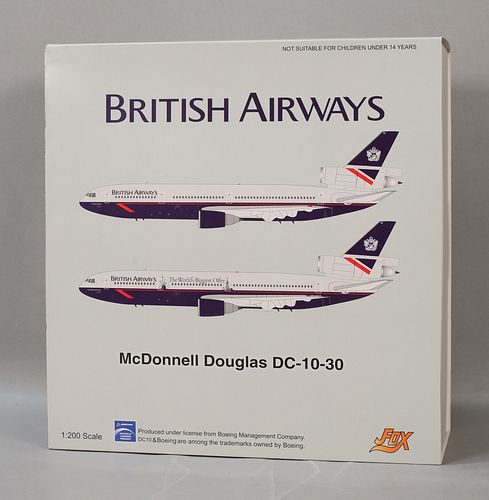 NOT SUITABLE FOR CHILDREN UNDER 14 YEARS
BRITISH AIRWAYS
BRITISH AIRWAYS
BRITISH AIRWAYS The World's Biggest Offer
McDonnell Douglas DC-10-30
1:200 Scale
Produced under license from Boeing Management Company.
DC10 & Boeing are among the trademarks owned by Boeing.
FOX